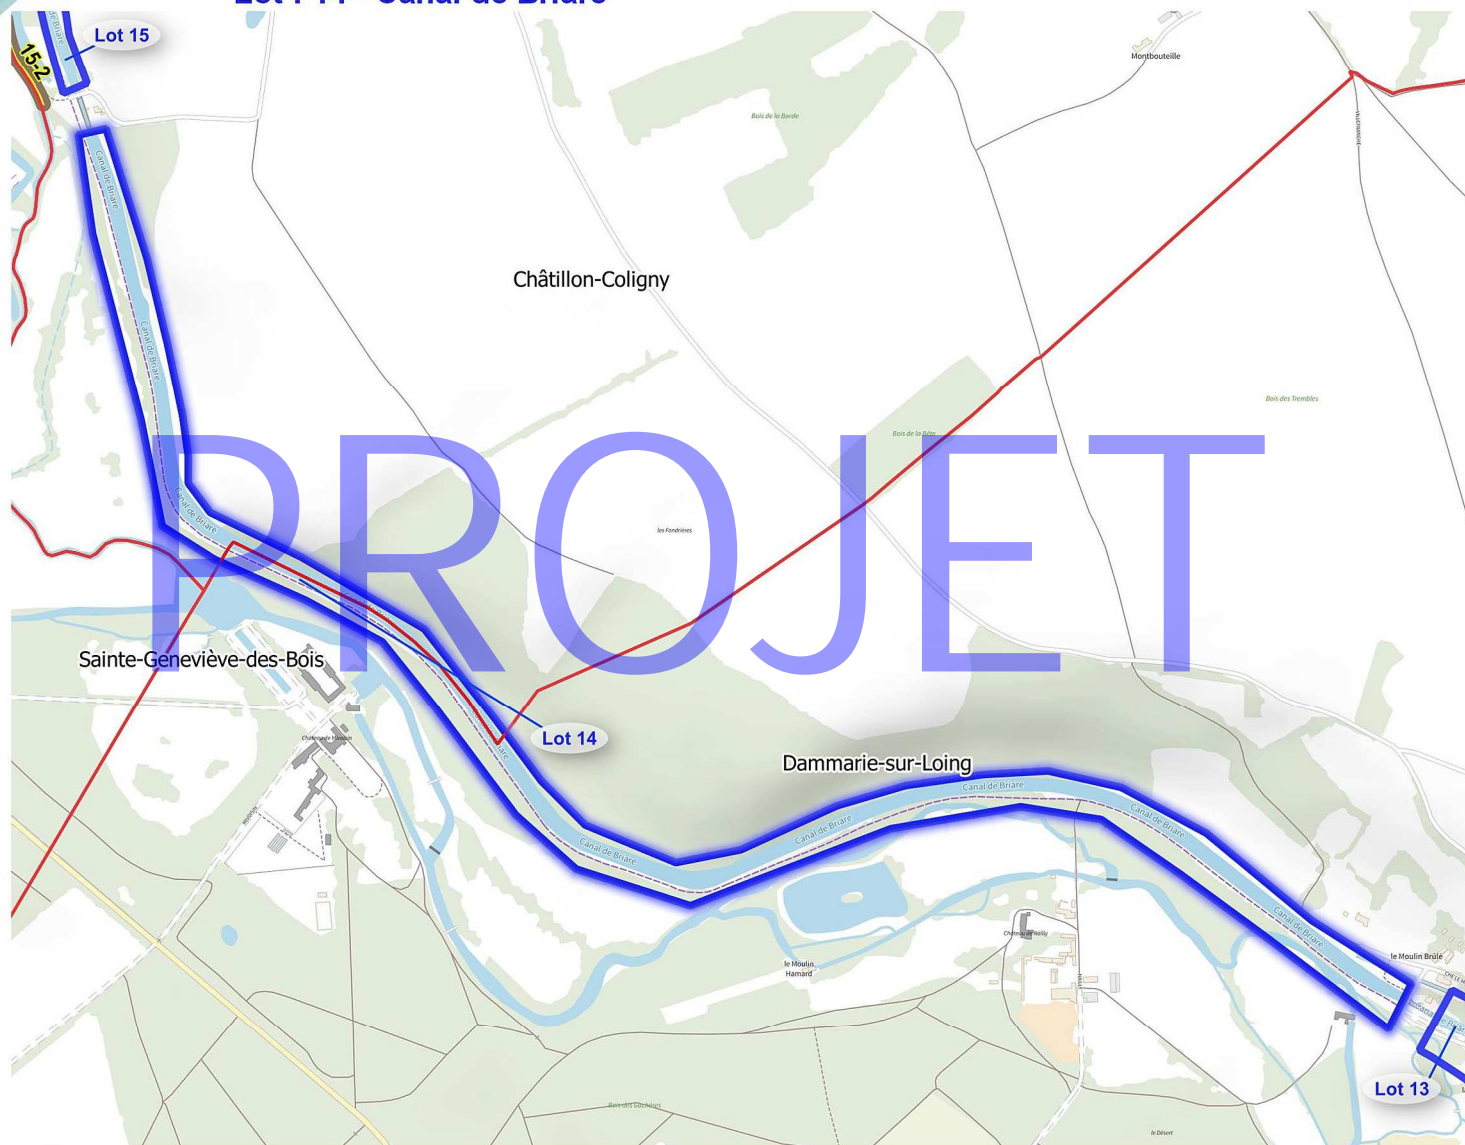 Lot 15
15-2
Montbouteille
Bois de la Borde
Canal de Briare
Châtillon-Coligny
Canal de Briare
Bois des Trembles
Bois de la Bête
PROJET
Canal de Briare
les Fondrières
Sainte-Geneviève-des-Bois
Lot 14
Dammarie-sur-Loing
Canal de Briare
Canal de Briare
Canal de Briare
Canal de Briare
Canal de Briare
le Moulin Brûlé
le Moulin
Hamard
Lot 13
Bois des Gachères
le Désert